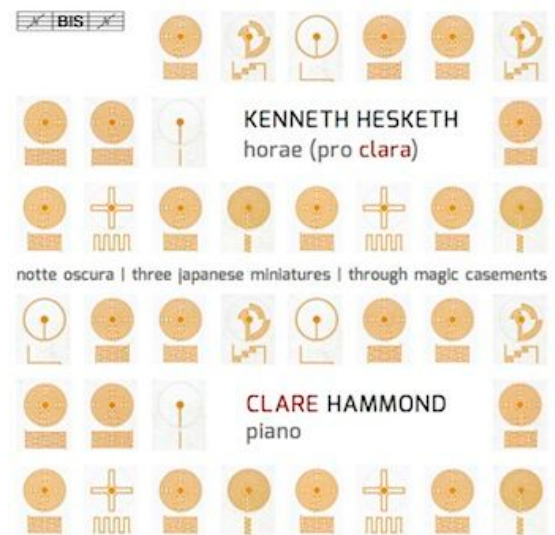 BIS
KENNETH HESKETH
horae (pro clara)
notte oscura | three japanese miniatures | through magic casements
CLARE HAMMOND
piano